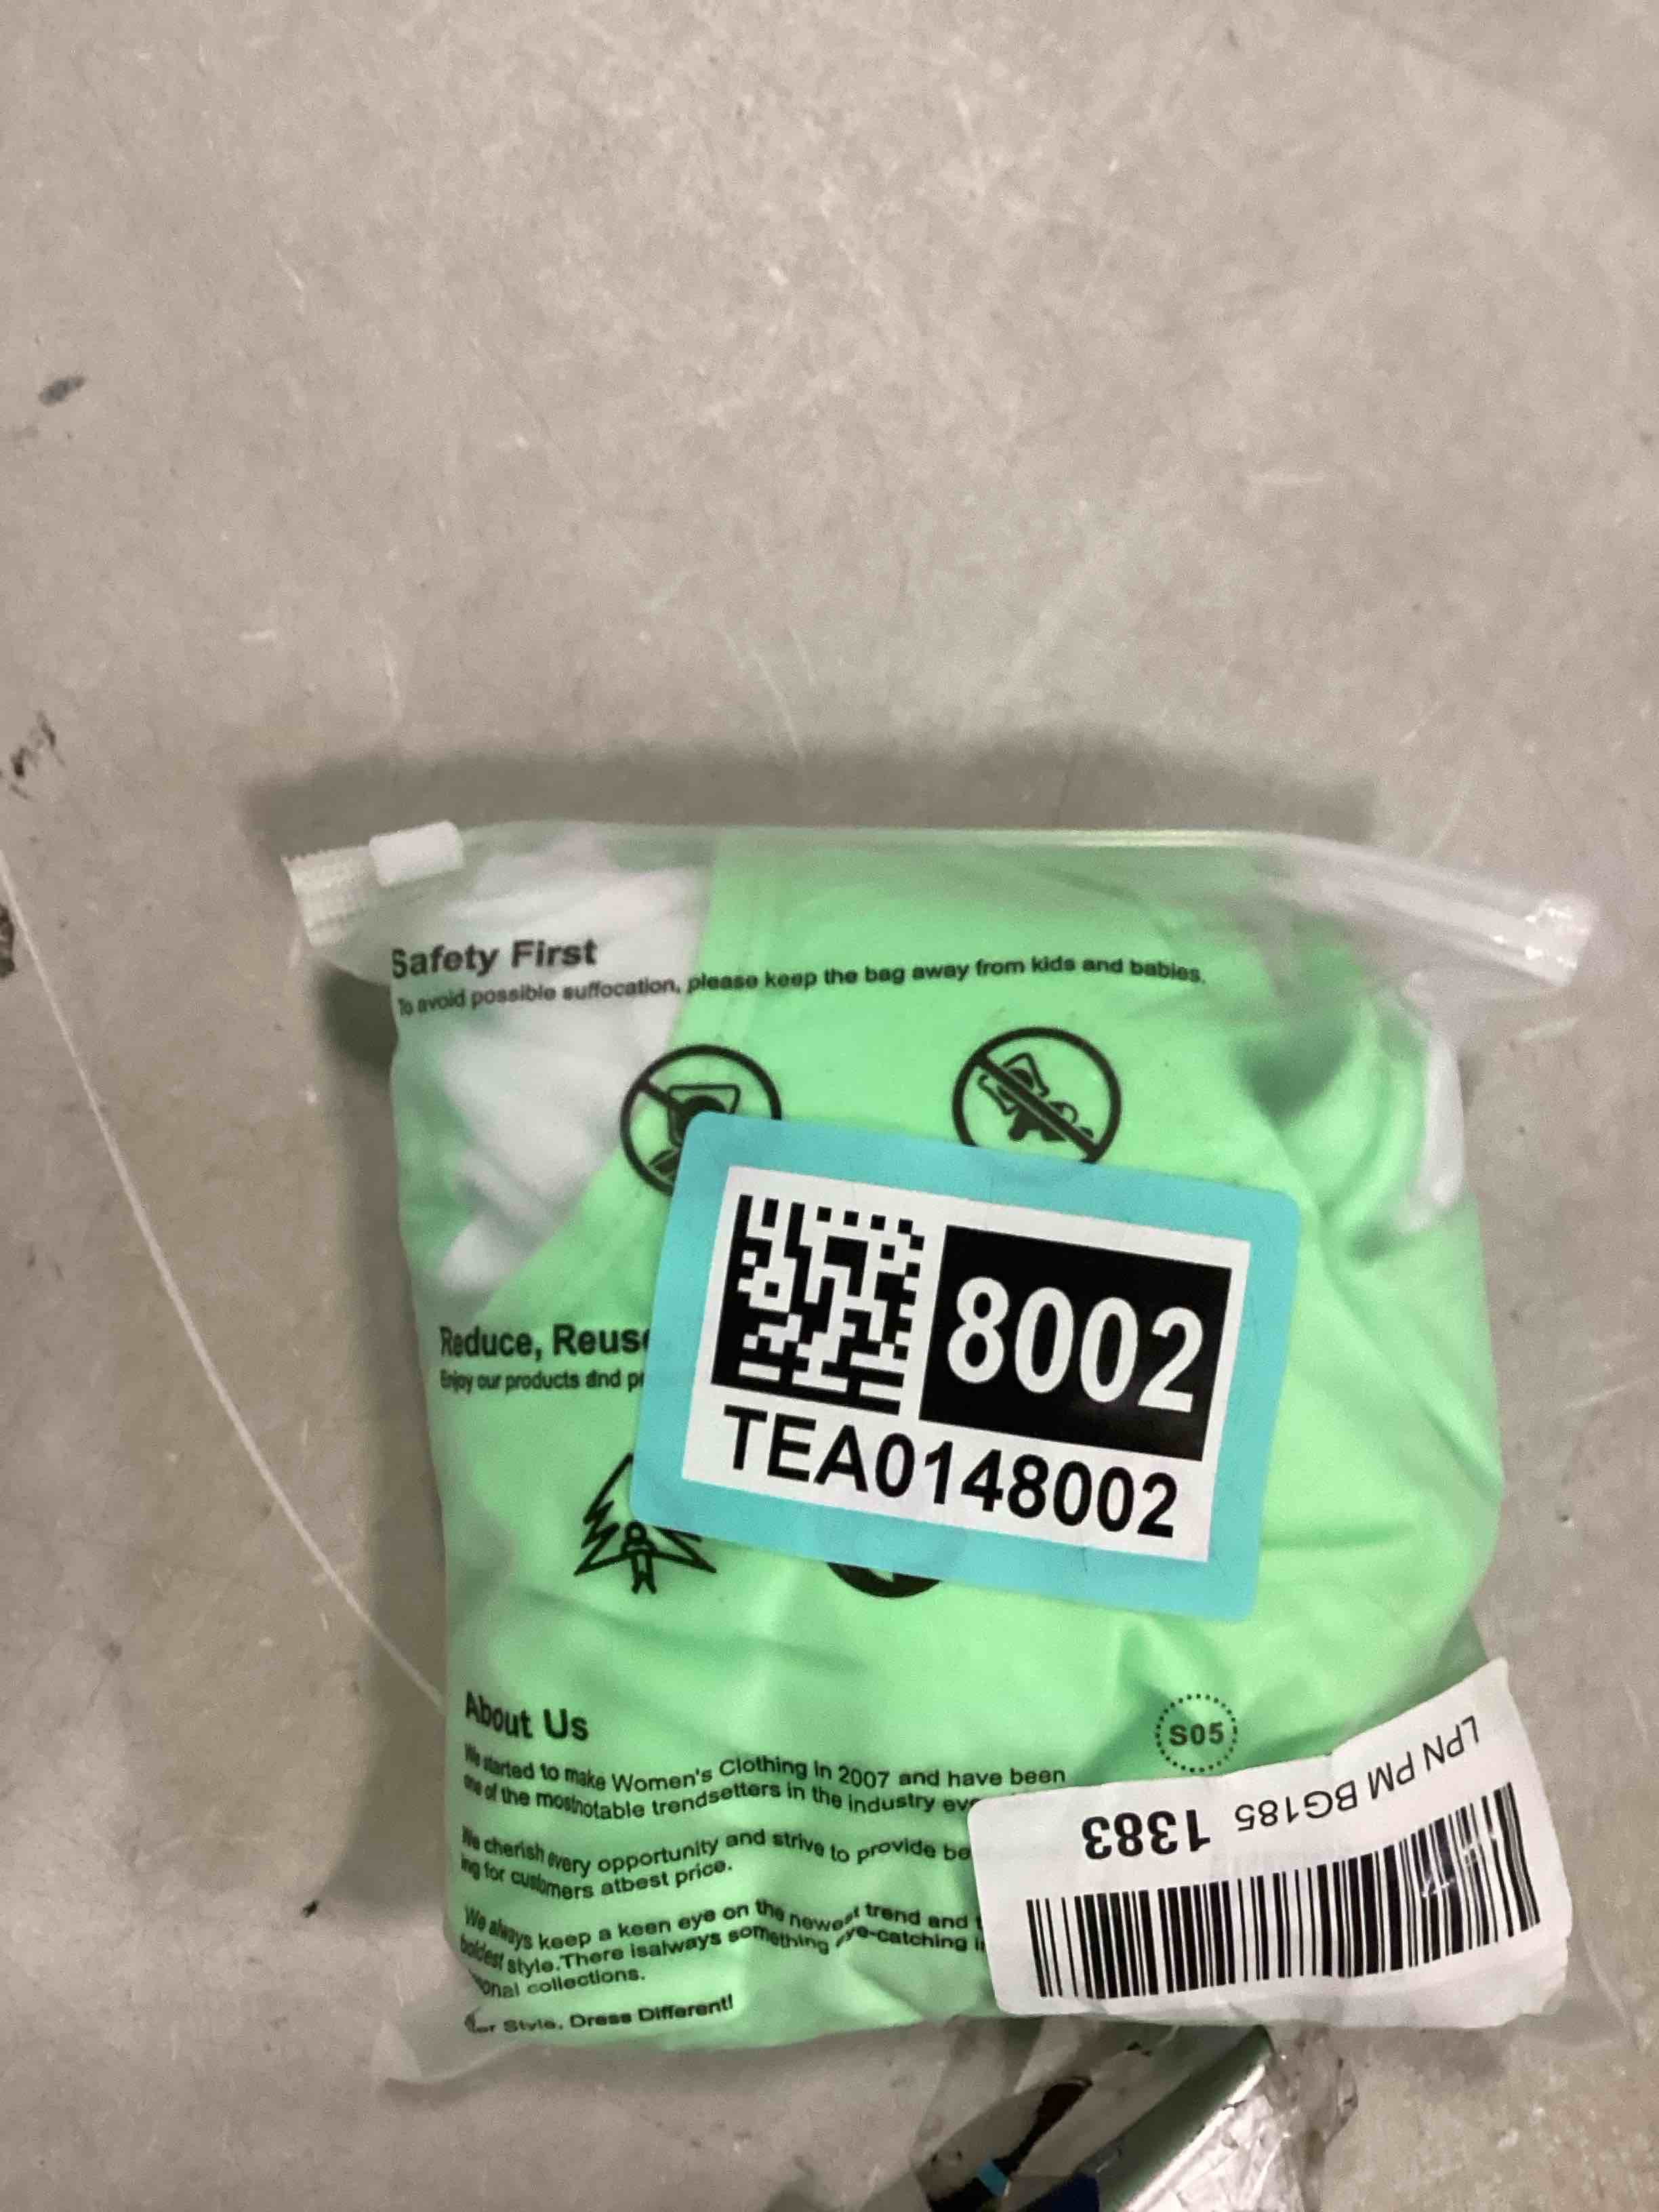 Safety First
To avoid possible suffocation, please keep the bag away from kids and babies.
8002
TEA0148002
Reduce, Reuse
Enjoy our products and
About Us
We started to make Women's Clothing in 2007 and have been
one of the mostnotable trendsetters in the industry
We cherish every opportunity and strive to provide
ing for customers atbest price.
We always keep a keen eye on the newest trend and
boldest style.There isalways something eye-catching
onal collections.
Style, Dress Different!
S05
LPN PM BG185 1383